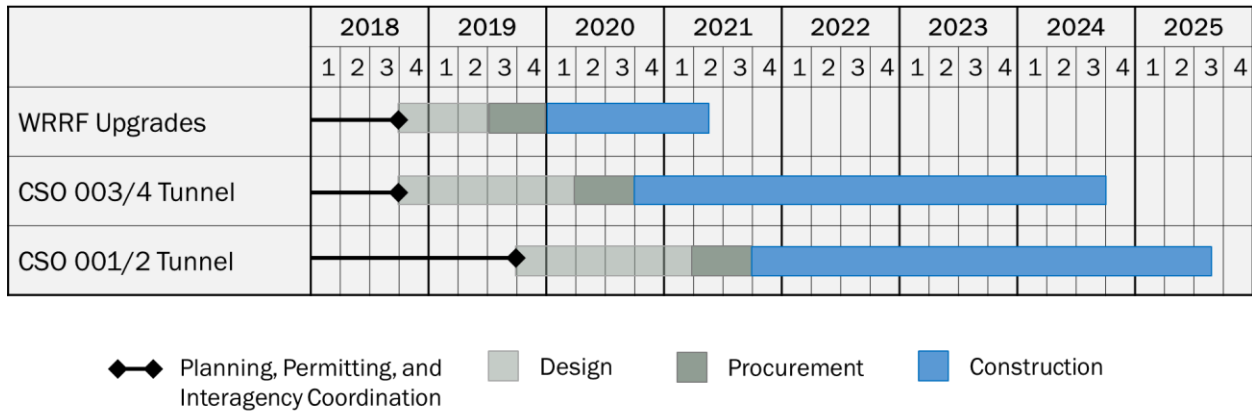 2018 2019 2020 2021 2022 2023 2024 2025
1 2 3 4 1 2 3 4 1 2 3 4 1 2 3 4 1 2 3 4 1 2 3 4 1 2 3 4 1 2 3 4
WRRF Upgrades
CSO 003/4 Tunnel
CSO 001/2 Tunnel
Planning, Permitting, and
Interagency Coordination
Design
Procurement
Construction